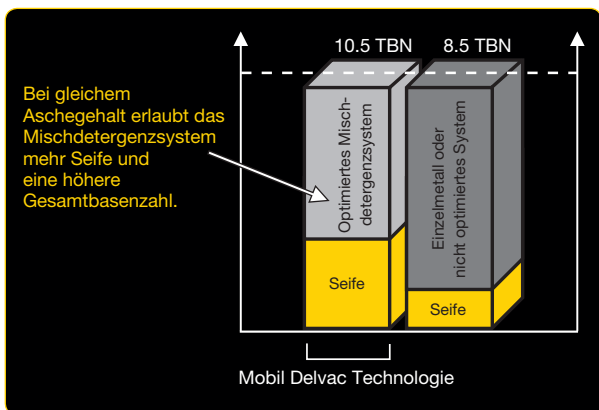 10.5 TBN
8.5 TBN
Bei gleichem
Aschegehalt erlaubt das
Mischdetergenzsystem
mehr Seife und
eine höhere
Gesamtbasenzahl.
Optimiertes Misch-
detergenzsystem
Einzelmetall oder
nicht optimiertes System
Seife
Seife
Mobil Delvac Technologie